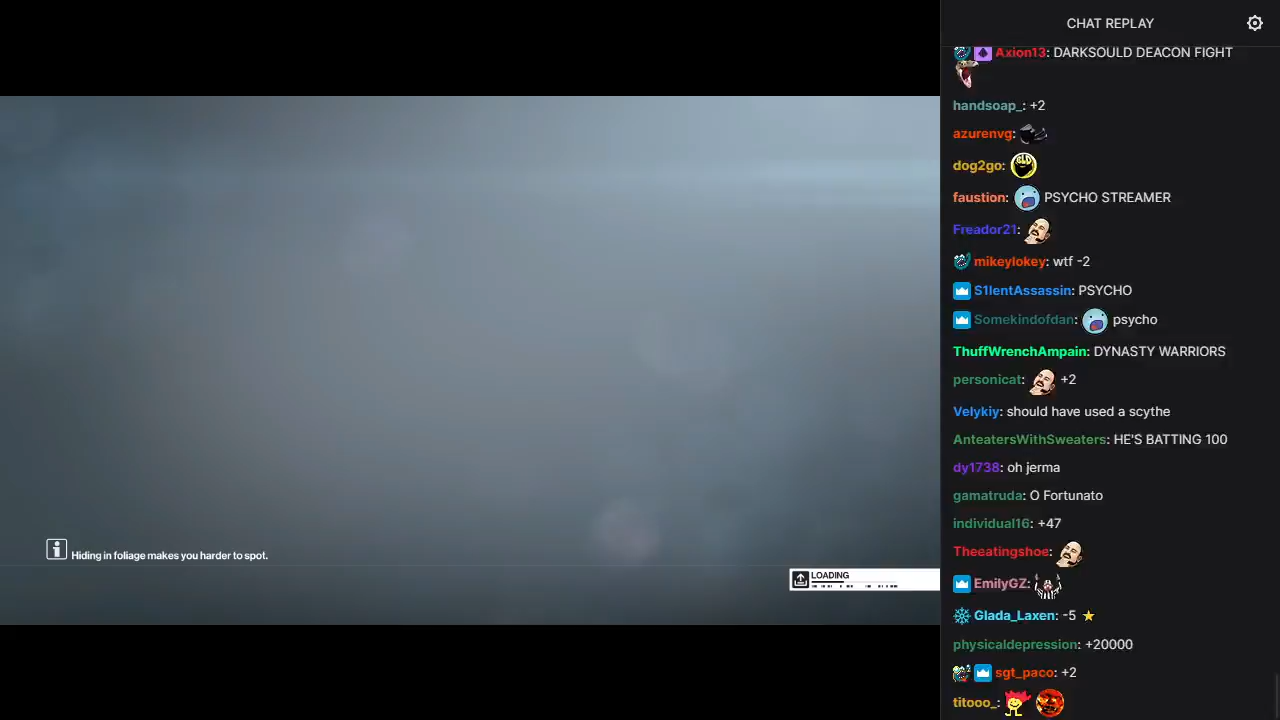 CHAT REPLAY
Axion13: DARKSOULD DEACON FIGHT
handsoap_: +2
azurenvg:
dog2go:
faustion: PSYCHO STREAMER
Freador21:
mikeylokey: wtf -2
S1lentAssassin: PSYCHO
Somekindofdan: psycho
ThuffWrenchAmpain: DYNASTY WARRIORS
personicat: +2
Velykiy: should have used a scythe
AnteatersWithSweaters: HE'S BATTING 100
dy1738: oh jerma
gamatruda: O Fortunato
individual16: +47
Theeatingshoe:
EmilyGZ:
Glada_Laxen: -5
physicaldepression: +20000
sgt_paco: +2
titooo_:
Hiding in foliage makes you harder to spot.
LOADING